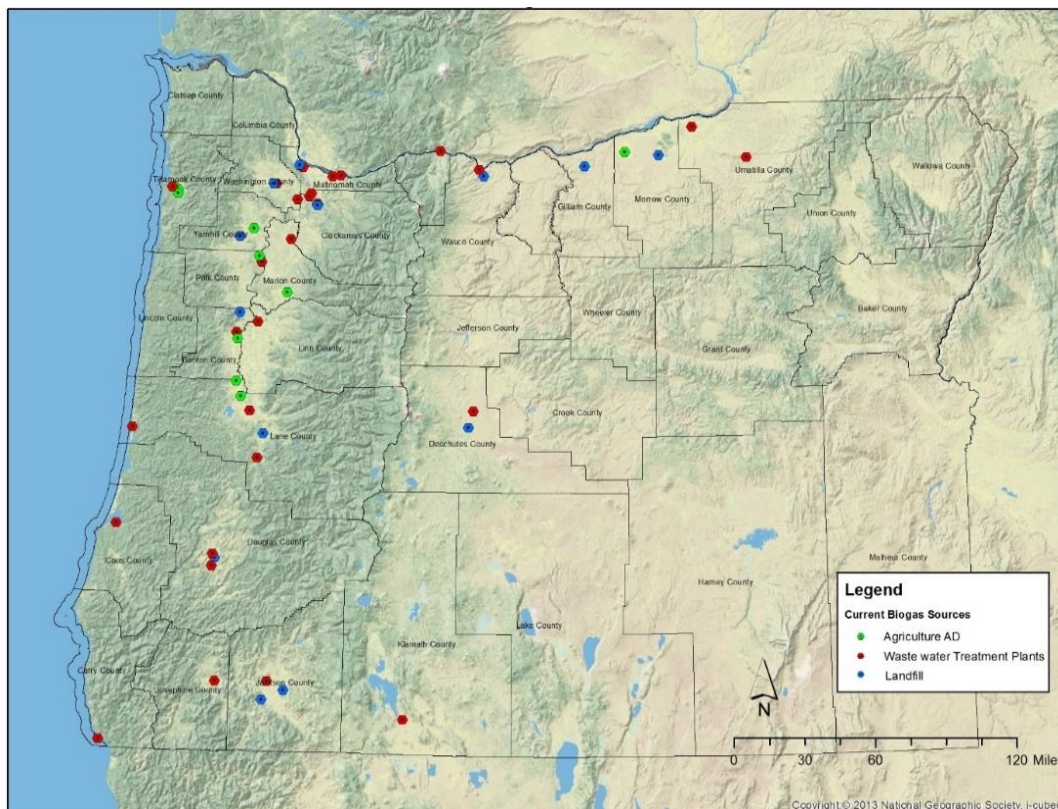 Clatsop County
Columbia County
Tillamook County
Washington County
Multnomah County
Yamhill County
Clackamas County
Polk County
Marion County
Lincoln County
Benton County
Linn County
Lane County
Wasco County
Gilliam County
Morrow County
Umatilla County
Union County
Wallowa County
Jefferson County
Wheeler County
Grant County
Baker County
Crook County
Deschutes County
Coos County
Douglas County
Curry County
Josephine County
Jackson County
Klamath County
Lake County
Harney County
Malheur County
Legend
Current Biogas Sources
Agriculture AD
Waste water Treatment Plants
Landfill
N
0 30 60 120 Miles
Copyright © 2013 National Geographic Society, i-cubed